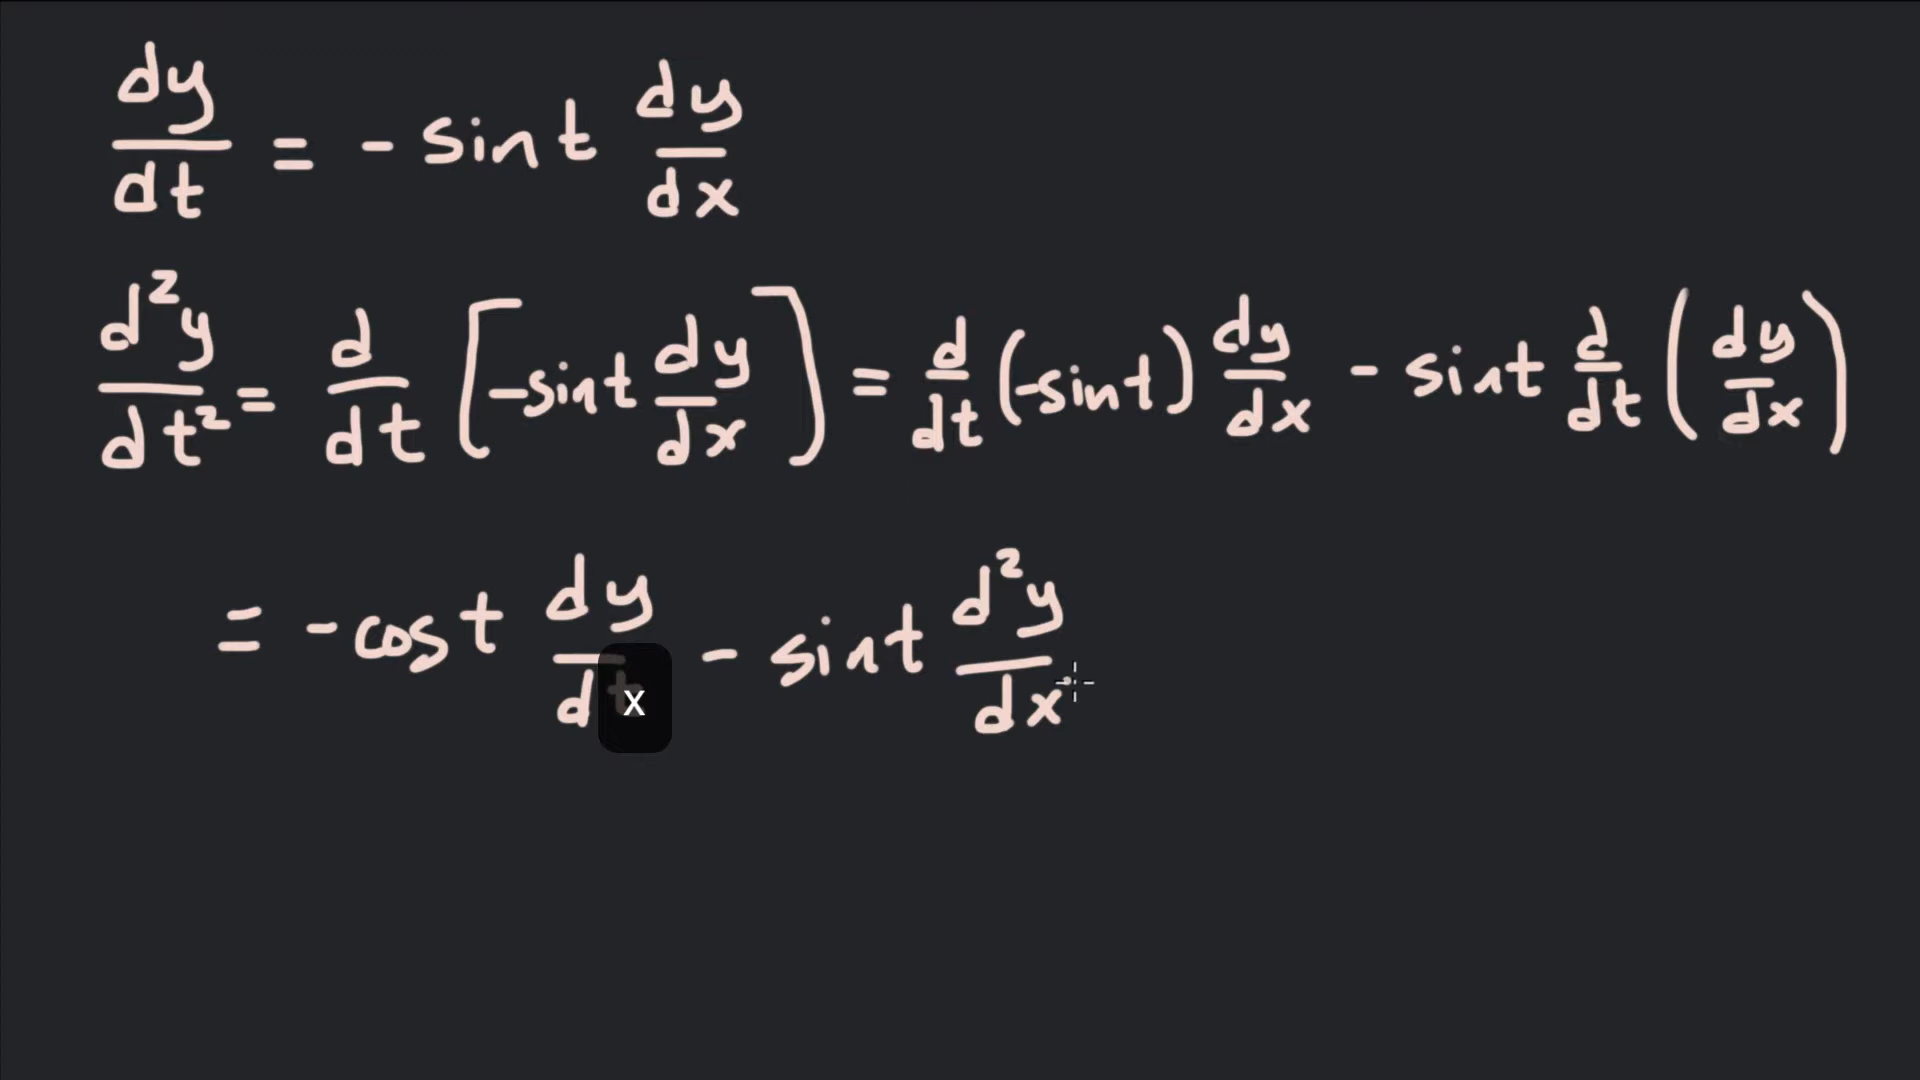 dy/dt = - sin t dy/dx
d²y/dt² = d/dt [-sin t dy/dx] = d/dt (-sin t) dy/dx - sin t d/dt (dy/dx)
= - cos t dy/dt - sin t d²y/dx
x